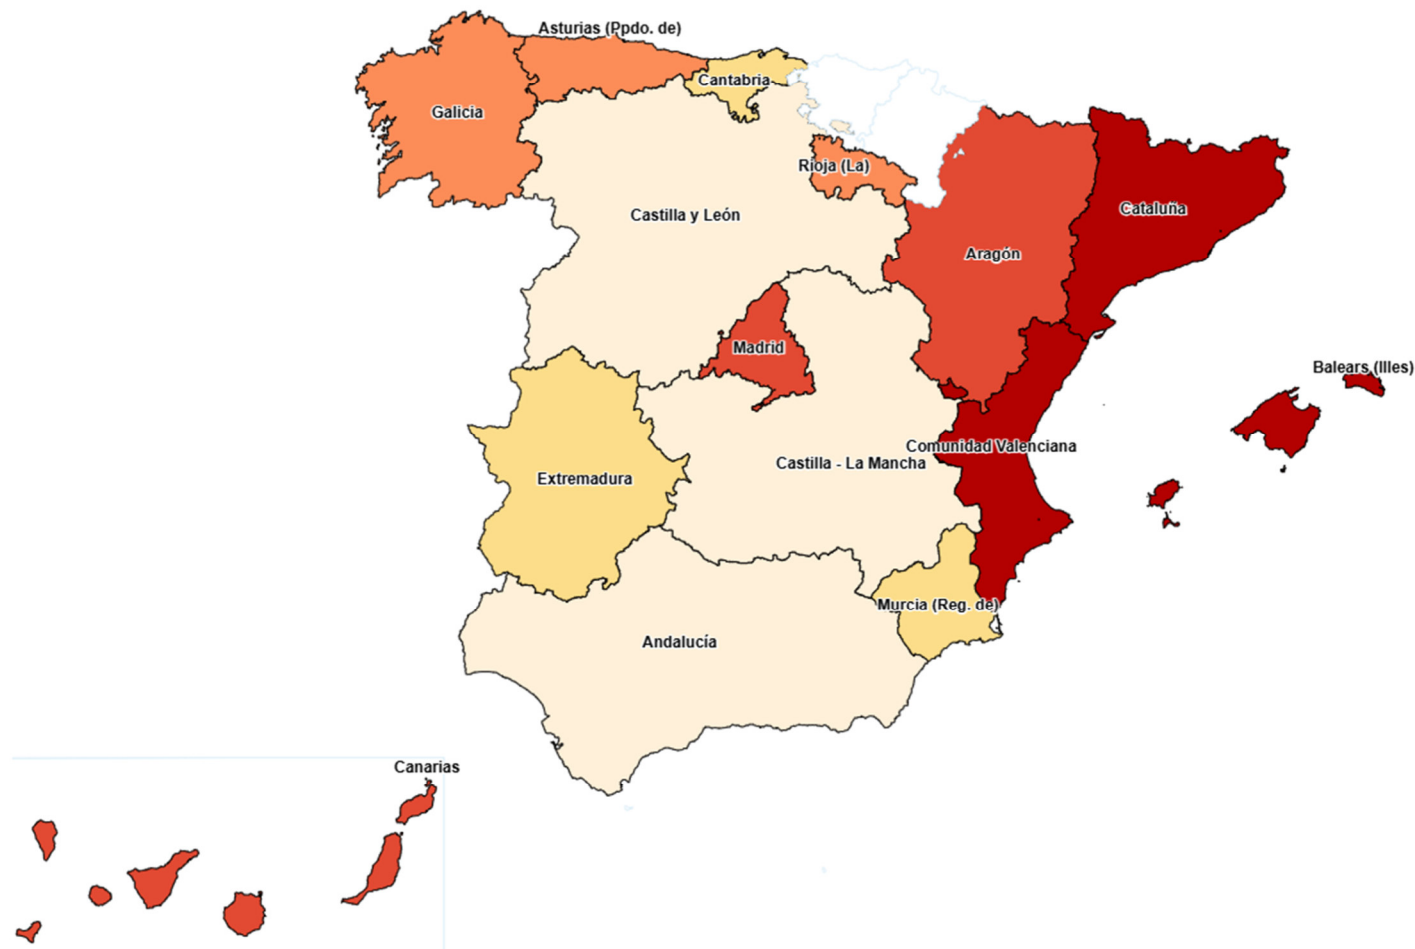 Asturias (Ppdo. de)
Cantabria
Galicia
Rioja (La)
Castilla y León
Cataluña
Aragón
Madrid
Balears (Illes)
Comunidad Valenciana
Castilla - La Mancha
Extremadura
Murcia (Reg. de)
Andalucía
Canarias